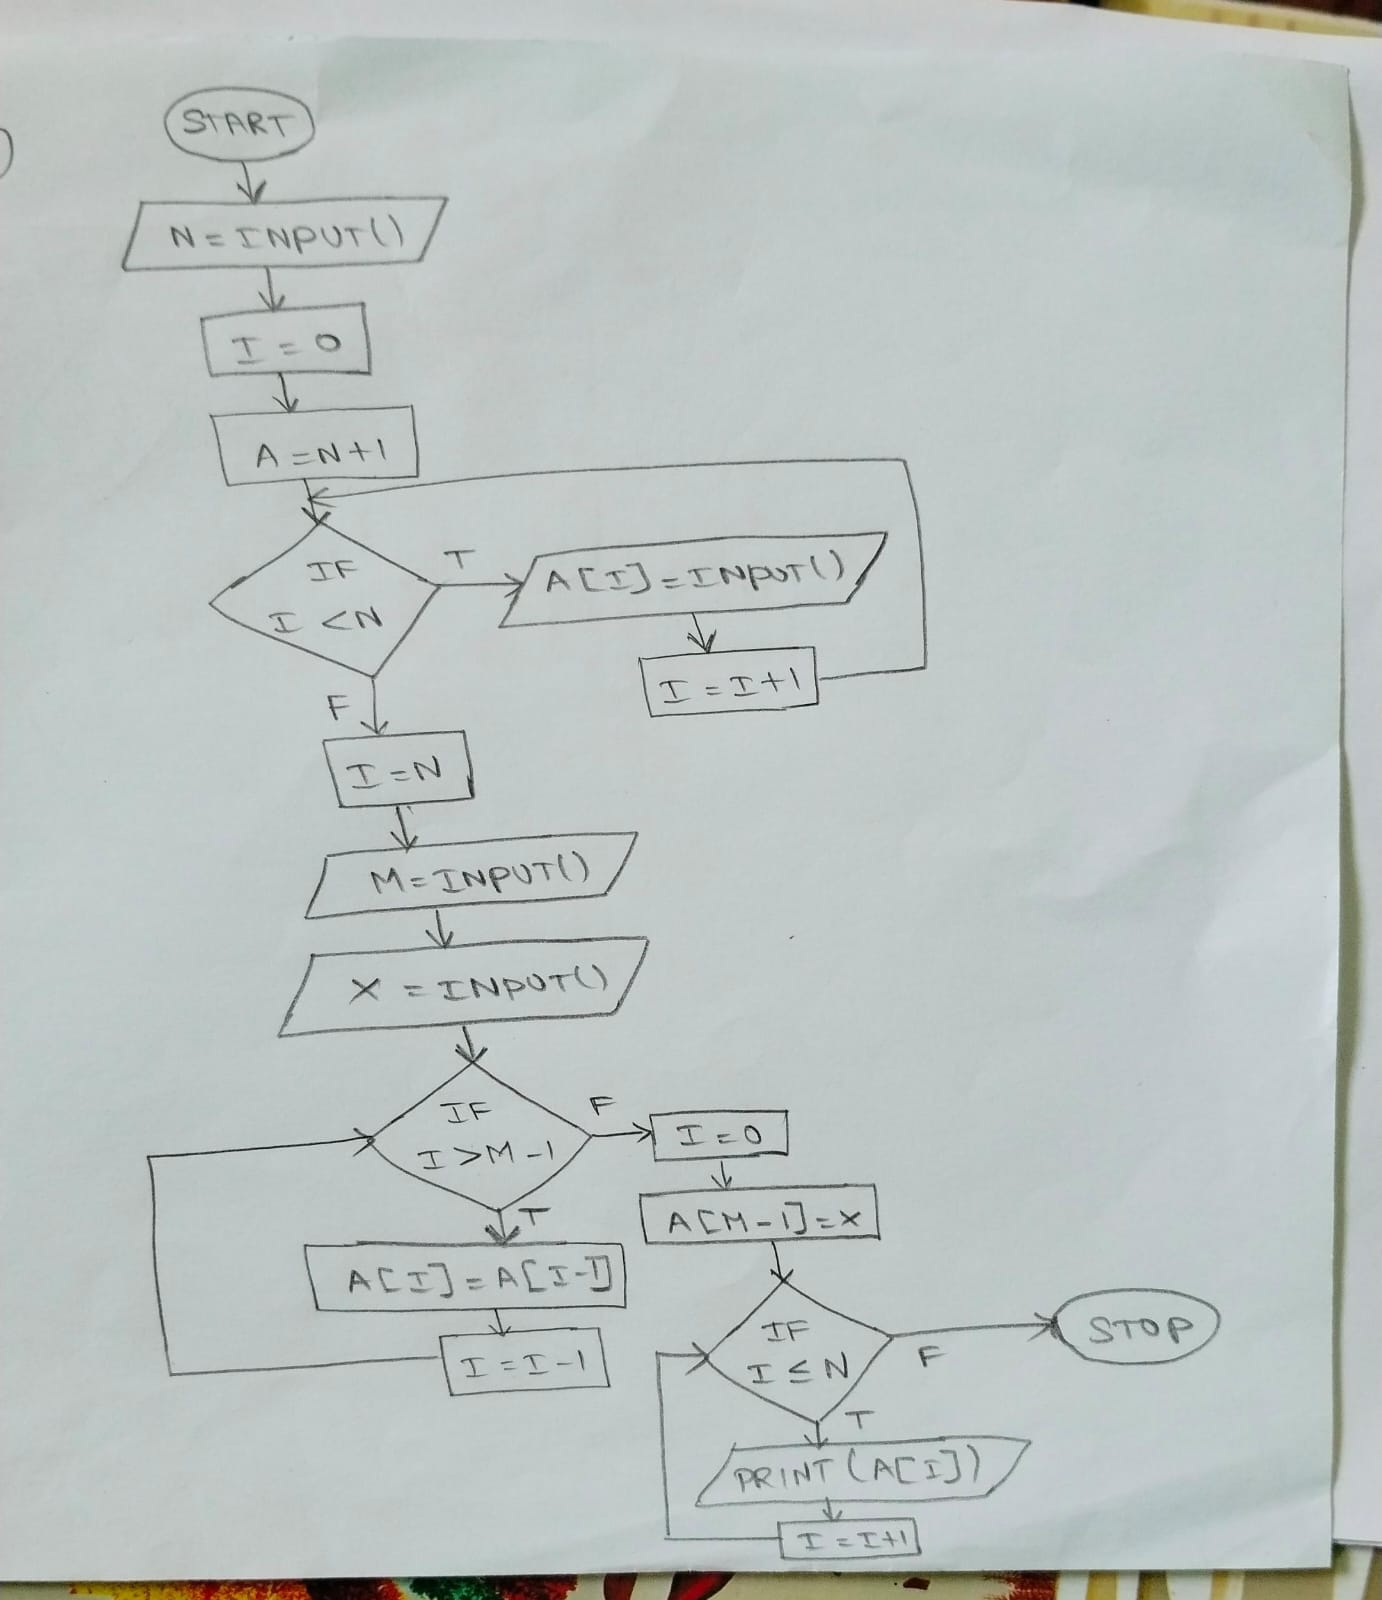 START
N=INPUT()
I=0
A=N+1
IF
I<N
T
A[I]=INPUT()
I=I+1
F
I=N
M=INPUT()
X=INPUT()
IF
I>M-1
F
I=0
A[M-1]=X
T
A[I]=A[I-1]
I=I-1
IF
I≤N
F
STOP
T
PRINT(A[I])
I=I+1